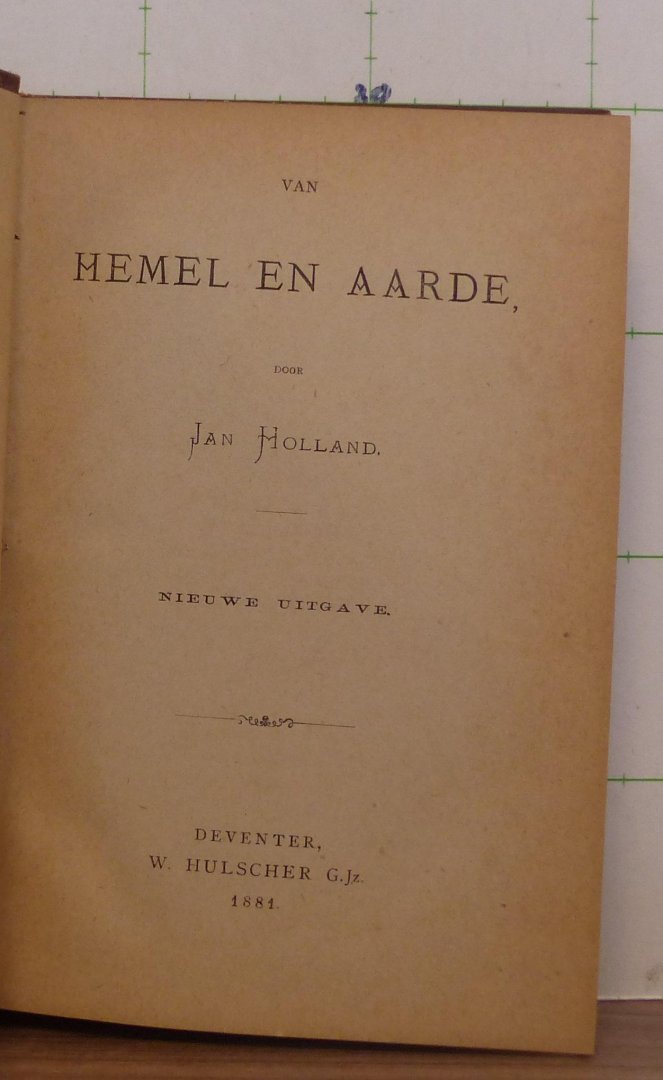 VAN
HEMEL EN AARDE,
DOOR
JAN HOLLAND.
NIEUWE UITGAVE.
DEVENTER,
W. HULSCHER G.Jz.
1881.